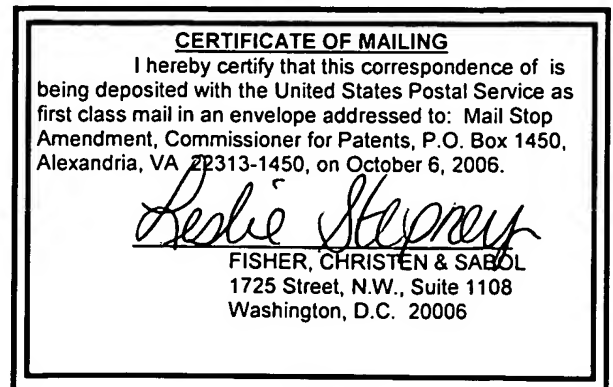 CERTIFICATE OF MAILING
I hereby certify that this correspondence of is
being deposited with the United States Postal Service as
first class mail in an envelope addressed to: Mail Stop
Amendment, Commissioner for Patents, P.O. Box 1450,
Alexandria, VA 22313-1450, on October 6, 2006.
Leslie Stepney
FISHER, CHRISTEN & SABOL
1725 Street, N.W., Suite 1108
Washington, D.C. 20006